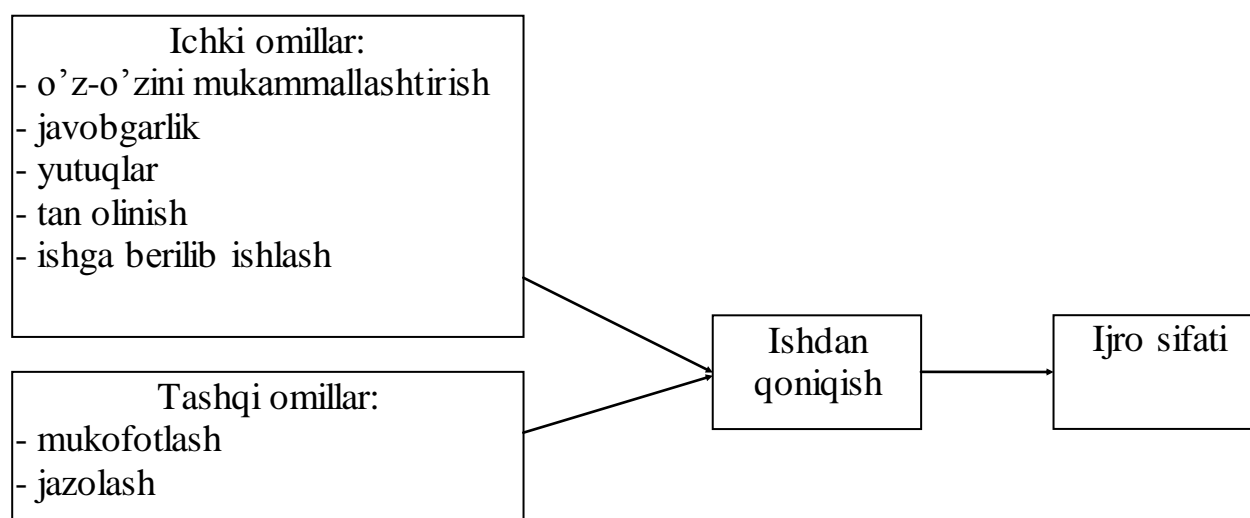 Ichki omillar:
- o’z-o’zini mukammallashtirish
- javobgarlik
- yutuqlar
- tan olinish
- ishga berilib ishlash
Tashqi omillar:
- mukofotlash
- jazolash
Ishdan
qoniqish
Ijro sifati